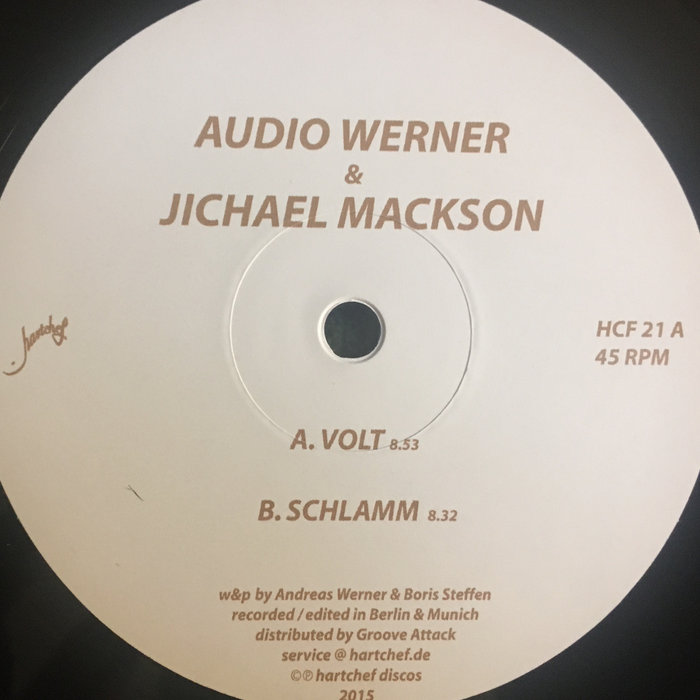 AUDIO WERNER
&
JICHAEL MACKSON
hartchef
HCF 21 A
45 RPM
A. VOLT 8.53
B. SCHLAMM 8.32
w&p by Andreas Werner & Boris Steffen
recorded / edited in Berlin & Munich
distributed by Groove Attack
service @ hartchef.de
©℗ hartchef discos
2015